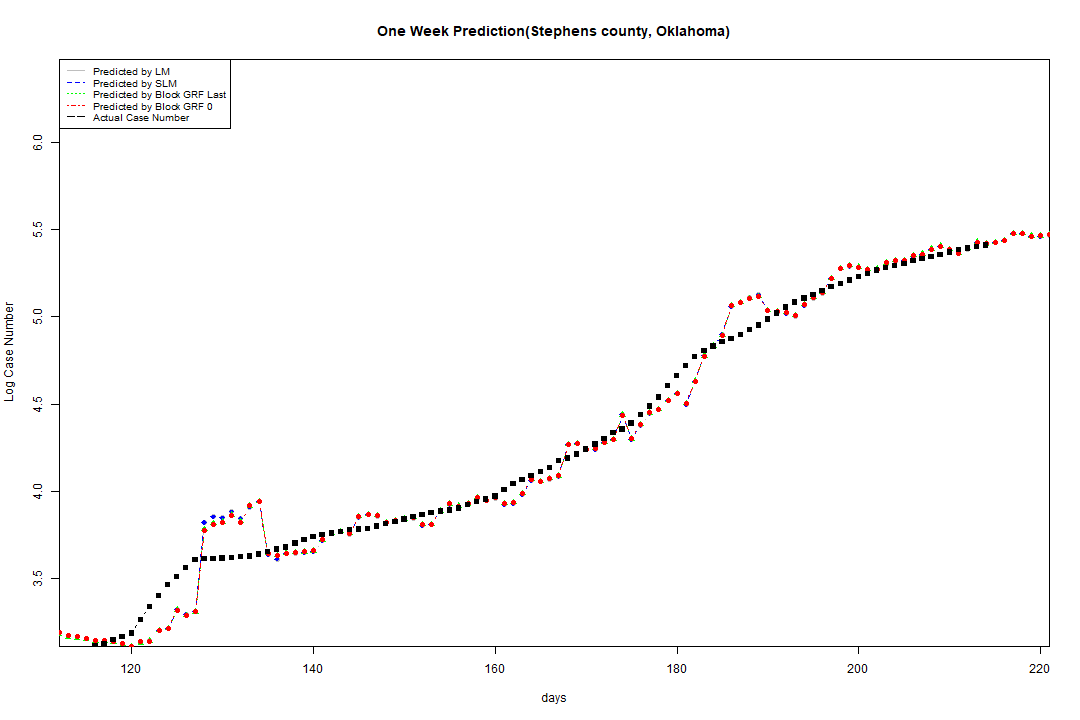 One Week Prediction(Stephens county, Oklahoma)
Predicted by LM
Predicted by SLM
Predicted by Block GRF Last
Predicted by Block GRF 0
Actual Case Number
6.0
5.5
5.0
4.5
4.0
3.5
Log Case Number
120 140 160 180 200 220
days